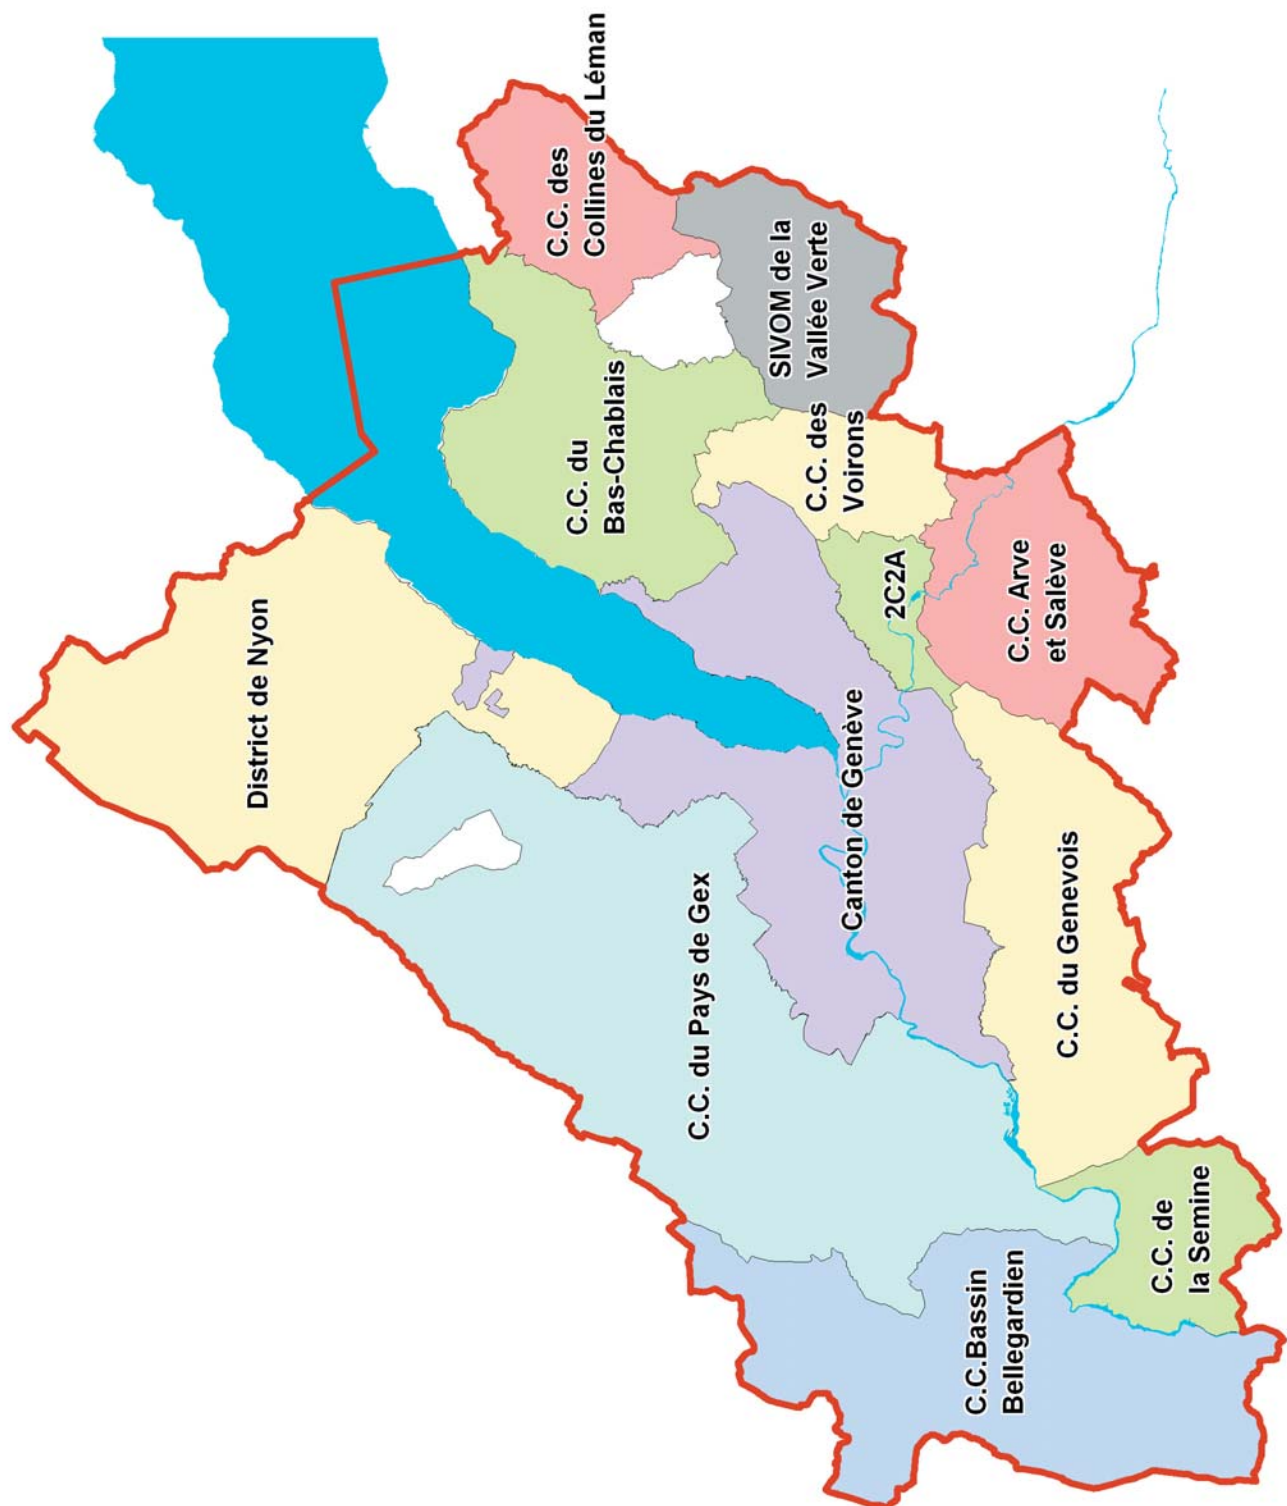 District de Nyon
C.C. des
Collines du Léman
C.C. du
Bas-Chablais
SIVOM de la
Vallée Verte
C.C. des
Voirons
2C2A
C.C. Arve
et Salève
Canton de Genève
C.C. du Pays de Gex
C.C. du Genevois
C.C.Bassin
Bellegardien
C.C. de
la Semine